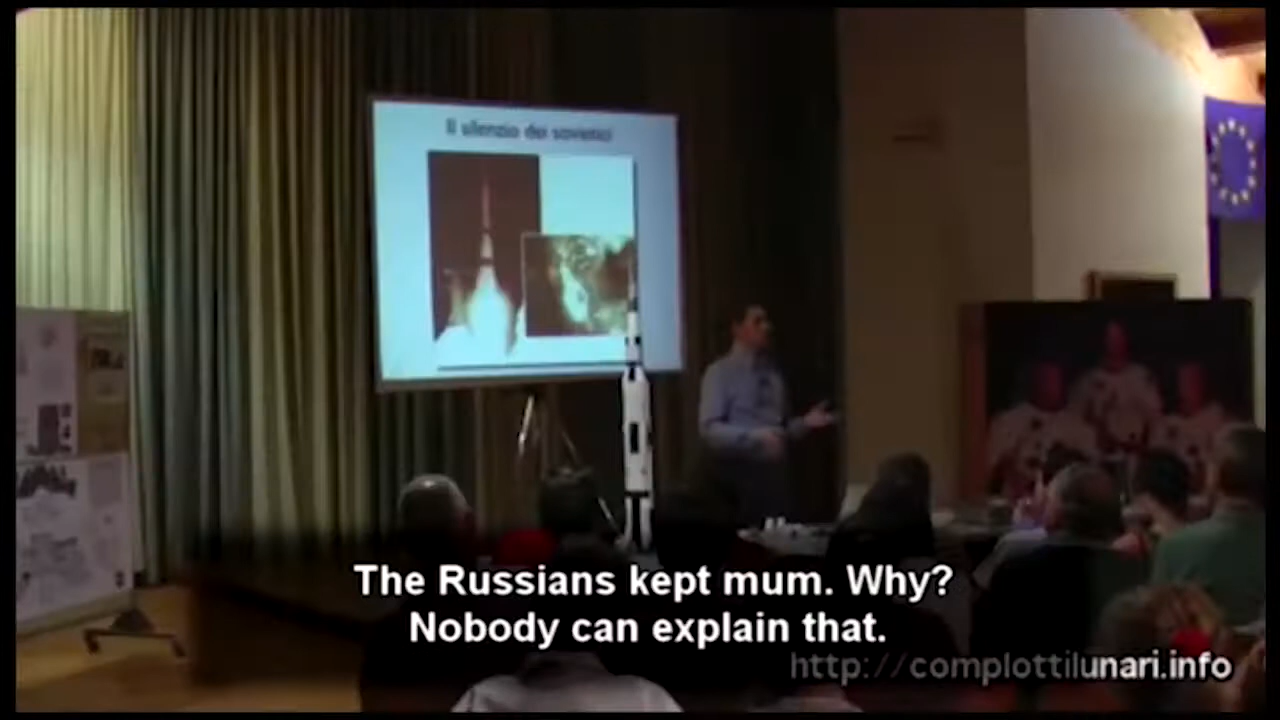 Il silenzio dei sovietici
The Russians kept mum. Why?
Nobody can explain that.
http://complottilunari.info